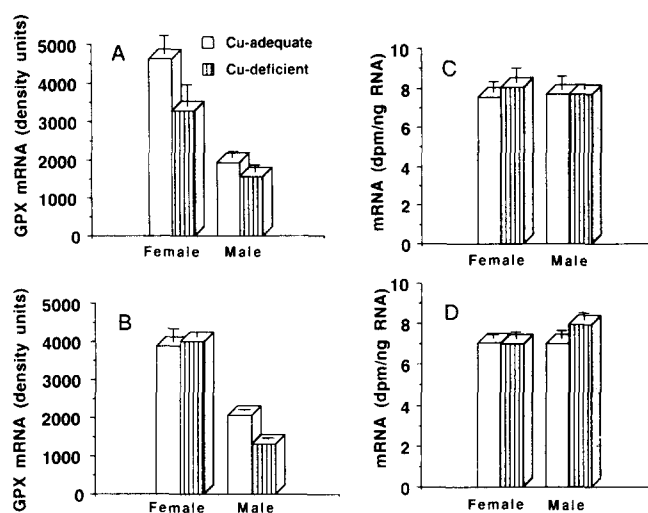 A
Cu-adequate
Cu-deficient
GPX mRNA (density units)
5000
4000
3000
2000
1000
0
Female Male
C
mRNA (dpm/ng RNA)
10
8
6
4
2
0
Female Male
B
GPX mRNA (density units)
5000
4000
3000
2000
1000
0
Female Male
D
mRNA (dpm/ng RNA)
10
8
6
4
2
0
Female Male